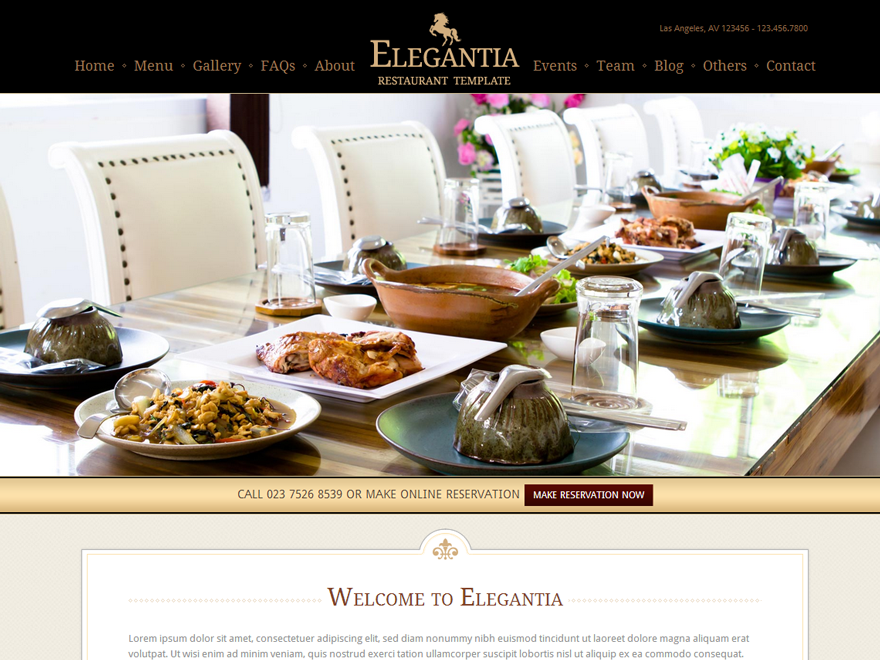 Los Angeles, AV 123456 - 123.456.7800
Home Menu Gallery FAQs About
ELEGANTIA
RESTAURANT TEMPLATE
Events Team Blog Others Contact
CALL 023 7526 8539 OR MAKE ONLINE RESERVATION MAKE RESERVATION NOW
WELCOME TO ELEGANTIA
Lorem ipsum dolor sit amet, consectetuer adipiscing elit, sed diam nonummy nibh euismod tincidunt ut laoreet dolore magna aliquam erat
volutpat. Ut wisi enim ad minim veniam, quis nostrud exerci tation ullamcorper suscipit lobortis nisl ut aliquip ex ea commodo consequat.